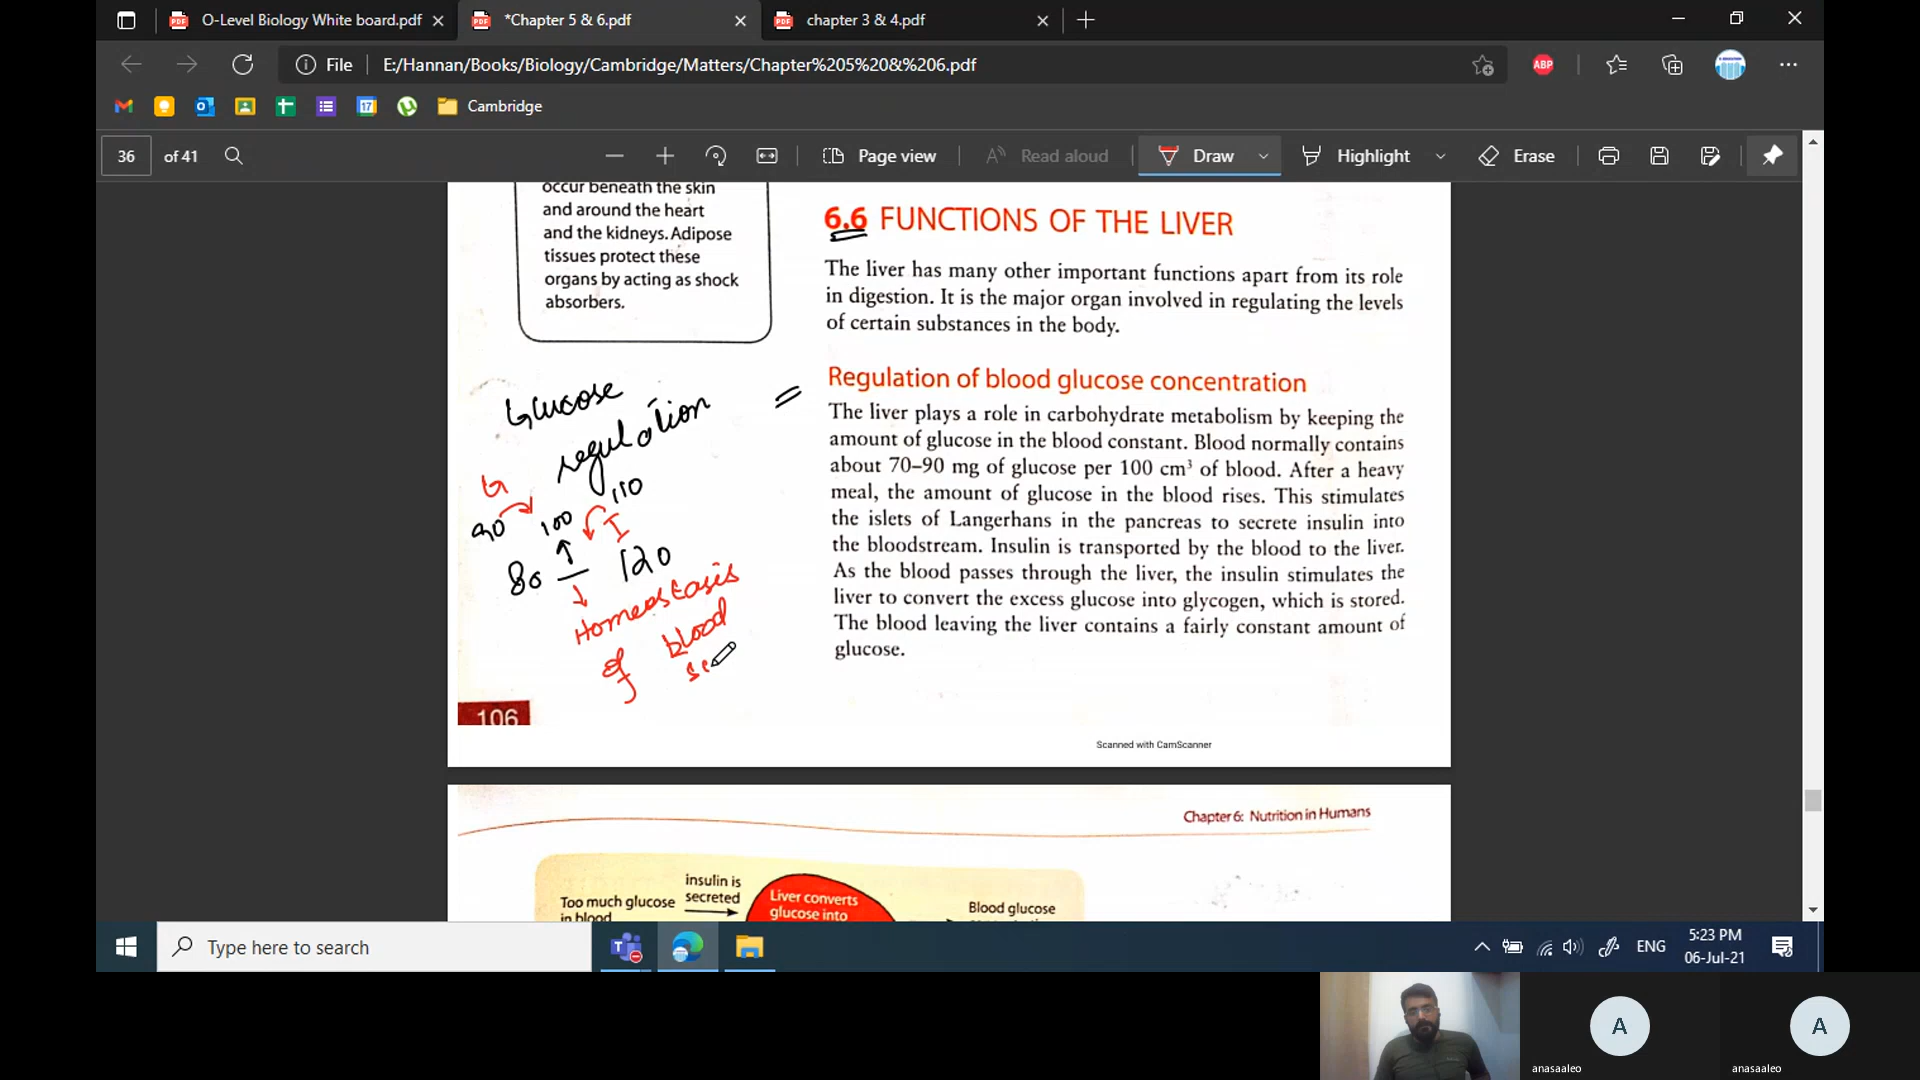 O-Level Biology White board.pdf
*Chapter 5 & 6.pdf
chapter 3 & 4.pdf
File
E:/Hannan/Books/Biology/Cambridge/Matters/Chapter%205%20&%206.pdf
ABP
17
Cambridge
36
of 41
Page view
Read aloud
Draw
Highlight
Erase
occur beneath the skin
and around the heart
and the kidneys. Adipose
tissues protect these
organs by acting as shock
absorbers.
6.6 FUNCTIONS OF THE LIVER
The liver has many other important functions apart from its role
in digestion. It is the major organ involved in regulating the levels
of certain substances in the body.
Regulation of blood glucose concentration
The liver plays a role in carbohydrate metabolism by keeping the
amount of glucose in the blood constant. Blood normally contains
about 70–90 mg of glucose per 100 cm³ of blood. After a heavy
meal, the amount of glucose in the blood rises. This stimulates
the islets of Langerhans in the pancreas to secrete insulin into
the bloodstream. Insulin is transported by the blood to the liver.
As the blood passes through the liver, the insulin stimulates the
liver to convert the excess glucose into glycogen, which is stored.
The blood leaving the liver contains a fairly constant amount of
glucose.
Glucose =
regulation
G 110
90 100 I
80 – 120
Homeostasis
of blood
106
Scanned with CamScanner
Chapter 6: Nutrition in Humans
Too much glucose
in blood
insulin is
secreted
Liver converts
glucose into
Blood glucose
Type here to search
ENG
5:23 PM
06-Jul-21
A
anasaaleo
A
anasaaleo